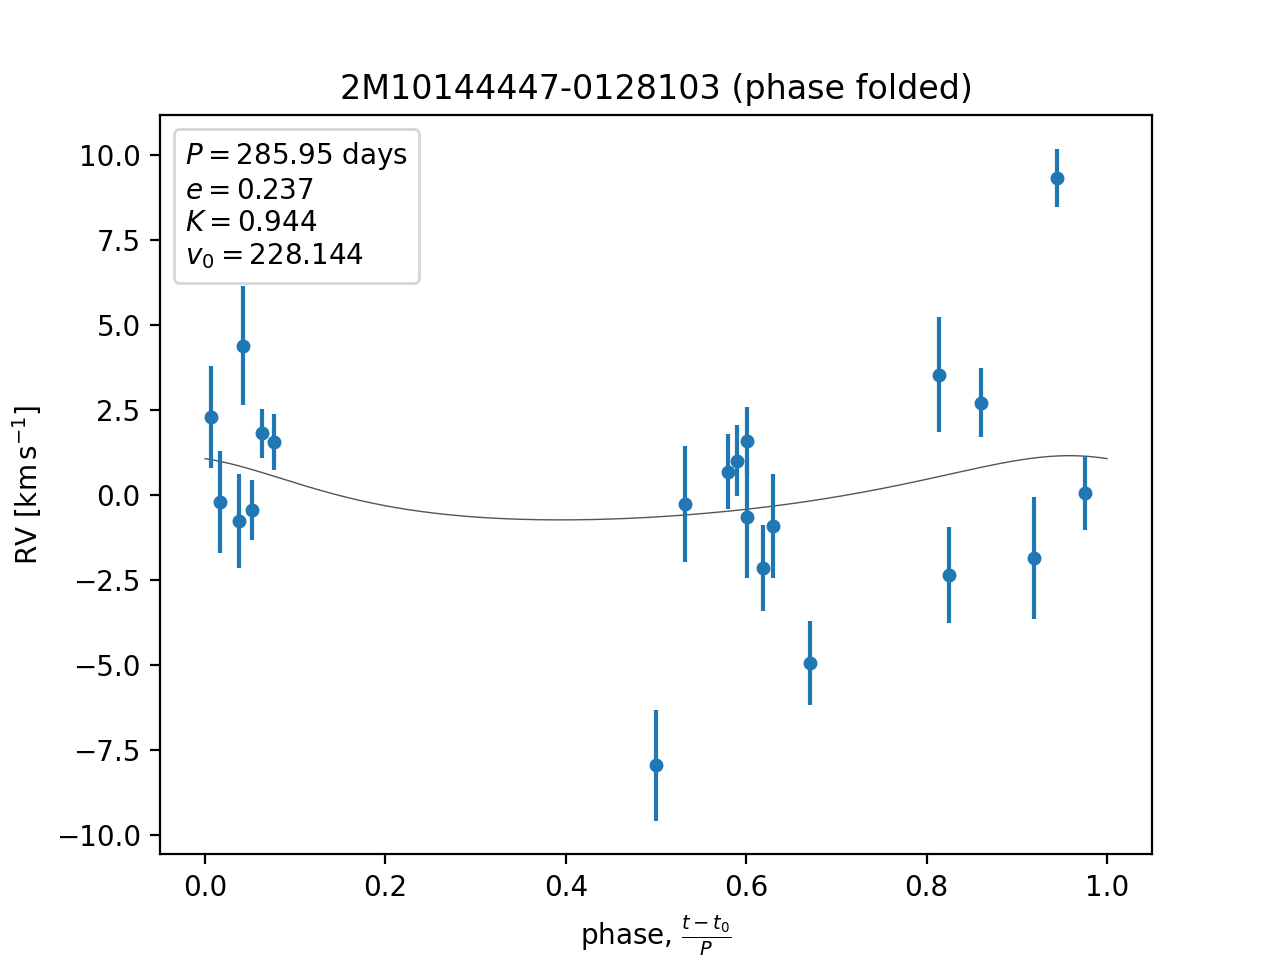 2M10144447-0128103 (phase folded)
P = 285.95 days
e = 0.237
K = 0.944
v₀ = 228.144
10.0
7.5
5.0
2.5
0.0
−2.5
−5.0
−7.5
−10.0
RV [km s⁻¹]
0.0 0.2 0.4 0.6 0.8 1.0
phase, (t − t₀)/P